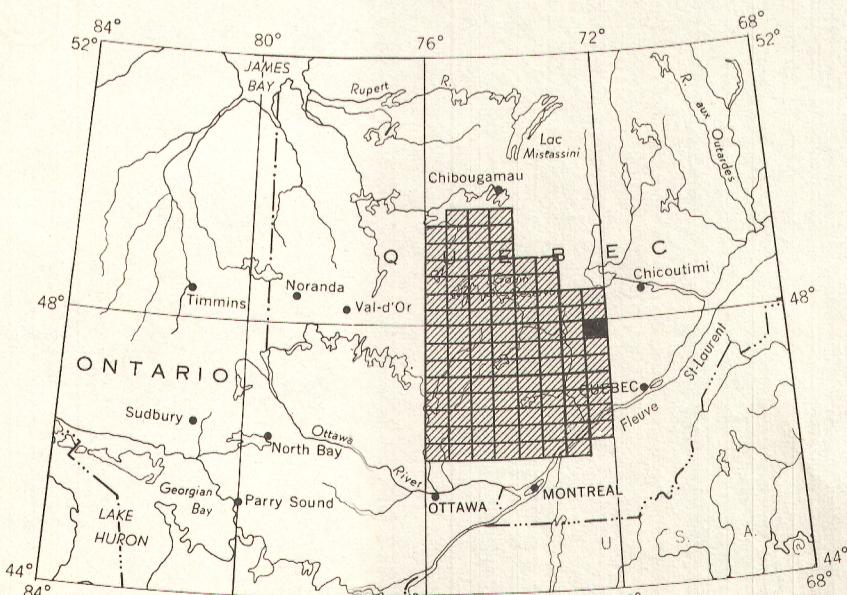 84°
68°
52°
80°
76°
72°
52°
JAMES
BAY
Rupert R.
R. aux Outardes
Lac
Mistassini
Chibougamau
Q U E B E C
Chicoutimi
Timmins
Noranda
Val-d'Or
48°
48°
ONTARIO
QUEBEC
Fleuve St-Laurent
Sudbury
North Bay
Ottawa River
Georgian
Bay
Parry Sound
OTTAWA
MONTREAL
LAKE
HURON
U. S. A.
44°
44°
84°
68°